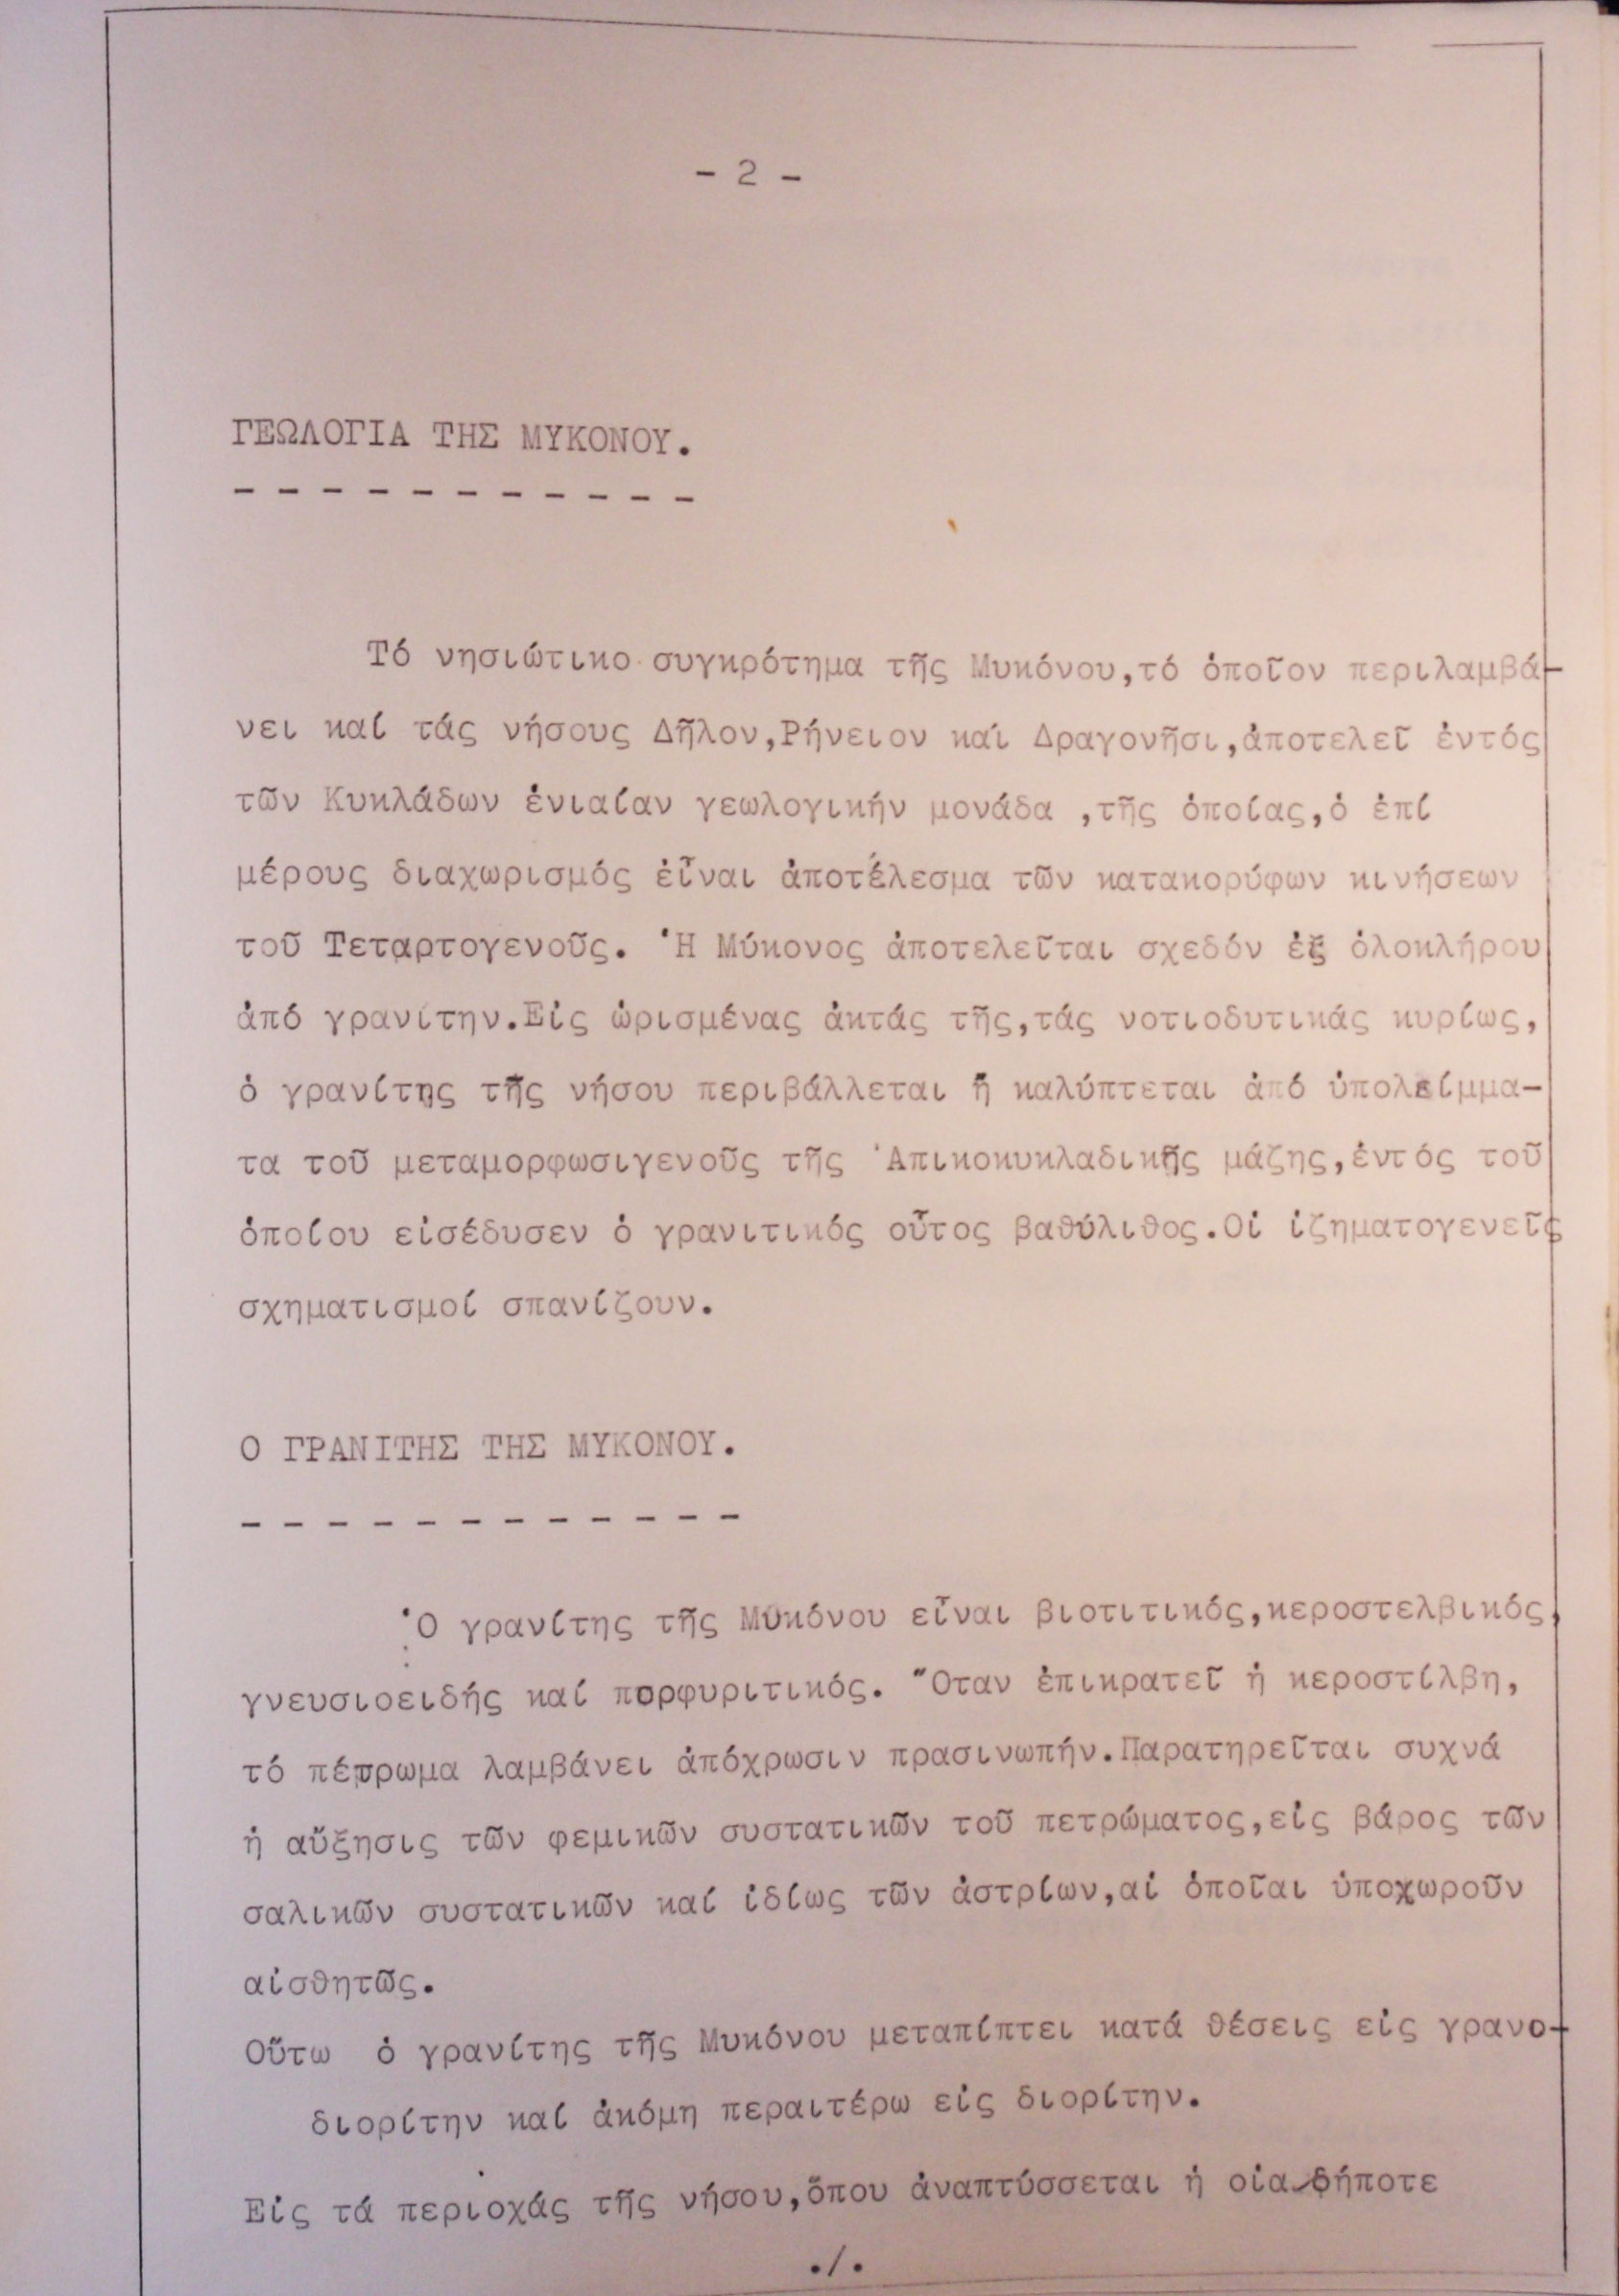 - 2 -
ΓΕΩΛΟΓΙΑ ΤΗΣ ΜΥΚΟΝΟΥ.
- - - - - - - - - - -
Τό νησιώτικο συγκρότημα τῆς Μυκόνου,τό ὁποῖον περιλαμβά-
νει καί τάς νήσους Δῆλον,Ρήνειον καί Δραγονῆσι,ἀποτελεῖ ἐντός
τῶν Κυκλάδων ἑνιαίαν γεωλογικήν μονάδα ,τῆς ὁποίας,ὁ ἐπί
μέρους διαχωρισμός εἶναι ἀποτέλεσμα τῶν κατακορύφων κινήσεων
τοῦ Τεταρτογενοῦς. Ἡ Μύκονος ἀποτελεῖται σχεδόν ἐξ ὁλοκλήρου
ἀπό γρανίτην.Εἰς ὡρισμένας ἀκτάς τῆς,τάς νοτιοδυτικάς κυρίως,
ὁ γρανίτης τῆς νήσου περιβάλλεται ἤ καλύπτεται ἀπό ὑπολείμμα-
τα τοῦ μεταμορφωσιγενοῦς τῆς Ἀπικοκυκλαδικῆς μάζης,ἐντός τοῦ
ὁποίου εἰσέδυσεν ὁ γρανιτικός οὗτος βαθύλιθος.Οἱ ἱζηματογενεῖς
σχηματισμοί σπανίζουν.
Ο ΓΡΑΝΙΤΗΣ ΤΗΣ ΜΥΚΟΝΟΥ.
- - - - - - - - - - - -
Ὁ γρανίτης τῆς Μυκόνου εἶναι βιοτιτικός,κεροστελβικός,
γνευσιοειδής καί πορφυριτικός. Ὅταν ἐπικρατεῖ ἡ κεροστίλβη,
τό πέτρωμα λαμβάνει ἀπόχρωσιν πρασινωπήν.Παρατηρεῖται συχνά
ἡ αὔξησις τῶν φεμικῶν συστατικῶν τοῦ πετρώματος,εἰς βάρος τῶν
σαλικῶν συστατικῶν καί ἰδίως τῶν ἀστρίων,αἱ ὁποῖαι ὑποχωροῦν
αἰσθητῶς.
Οὕτω ὁ γρανίτης τῆς Μυκόνου μεταπίπτει κατά θέσεις εἰς γρανο-
διορίτην καί ἀκόμη περαιτέρω εἰς διορίτην.
Εἰς τά περιοχάς τῆς νήσου,ὅπου ἀναπτύσσεται ἡ οἱα δήποτε
./.